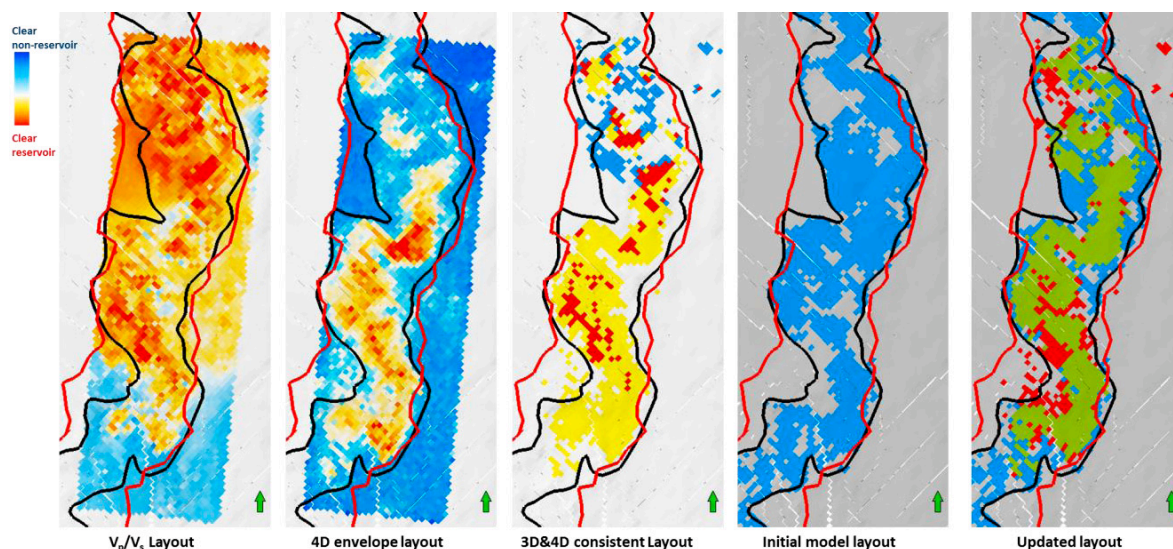 Clear
non-reservoir
Clear
reservoir
Vp/Vs Layout
4D envelope layout
3D&4D consistent Layout
Initial model layout
Updated layout